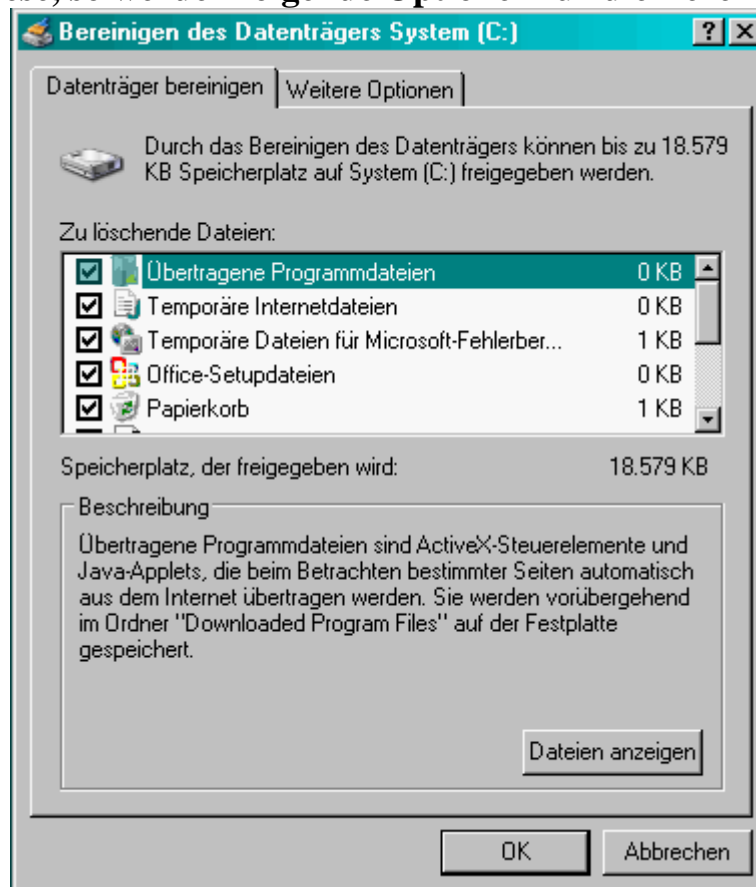 Bereinigen des Datenträgers System (C:)
Datenträger bereinigen Weitere Optionen
Durch das Bereinigen des Datenträgers können bis zu 18.579
KB Speicherplatz auf System (C:) freigegeben werden.
Zu löschende Dateien:
Übertragene Programmdateien 0 KB
Temporäre Internetdateien 0 KB
Temporäre Dateien für Microsoft-Fehlerber... 1 KB
Office-Setupdateien 0 KB
Papierkorb 1 KB
Speicherplatz, der freigegeben wird: 18.579 KB
Beschreibung
Übertragene Programmdateien sind ActiveX-Steuerelemente und
Java-Applets, die beim Betrachten bestimmter Seiten automatisch
aus dem Internet übertragen werden. Sie werden vorübergehend
im Ordner "Downloaded Program Files" auf der Festplatte
gespeichert.
Dateien anzeigen
OK Abbrechen